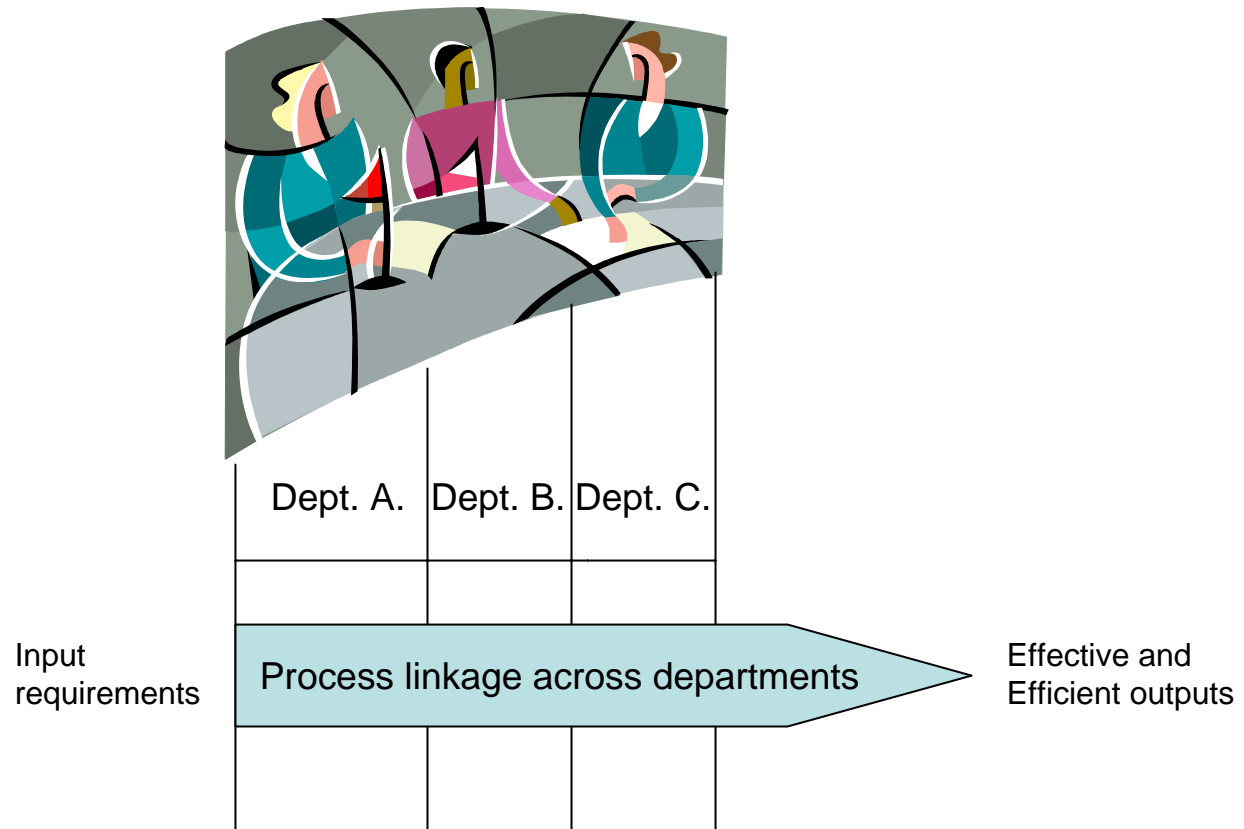 Dept. A.
Dept. B.
Dept. C.
Input
requirements
Process linkage across departments
Effective and
Efficient outputs